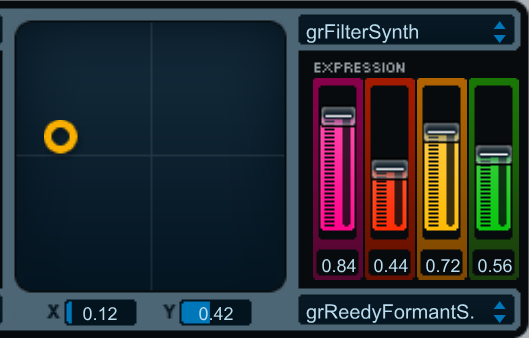 grFilterSynth
EXPRESSION
0.84 0.44 0.72 0.56
X 0.12 Y 0.42
grReedyFormantS.